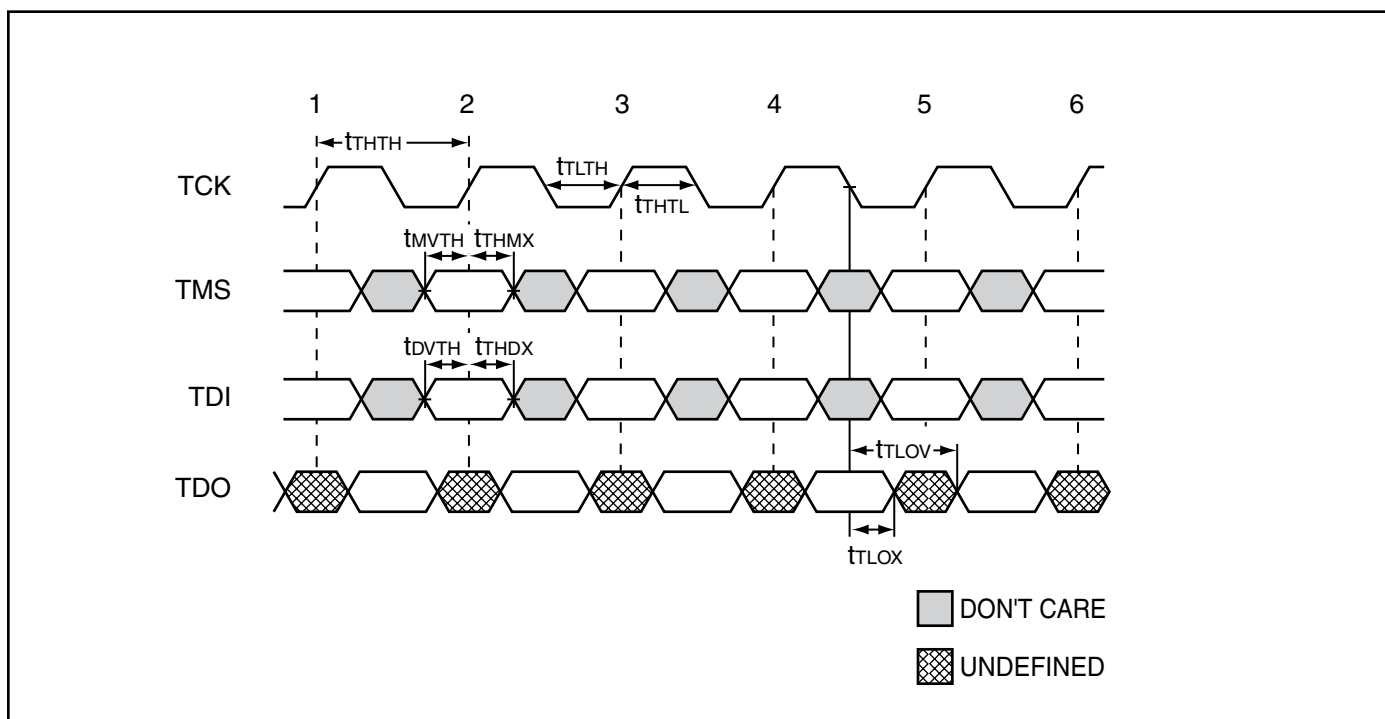 1 2 3 4 5 6
tTHTH
tTLTH
TCK
tTHTL
tMVTH tTHMX
TMS
tDVTH tTHDX
TDI
tTLOV
TDO
tTLOX
DON'T CARE
UNDEFINED